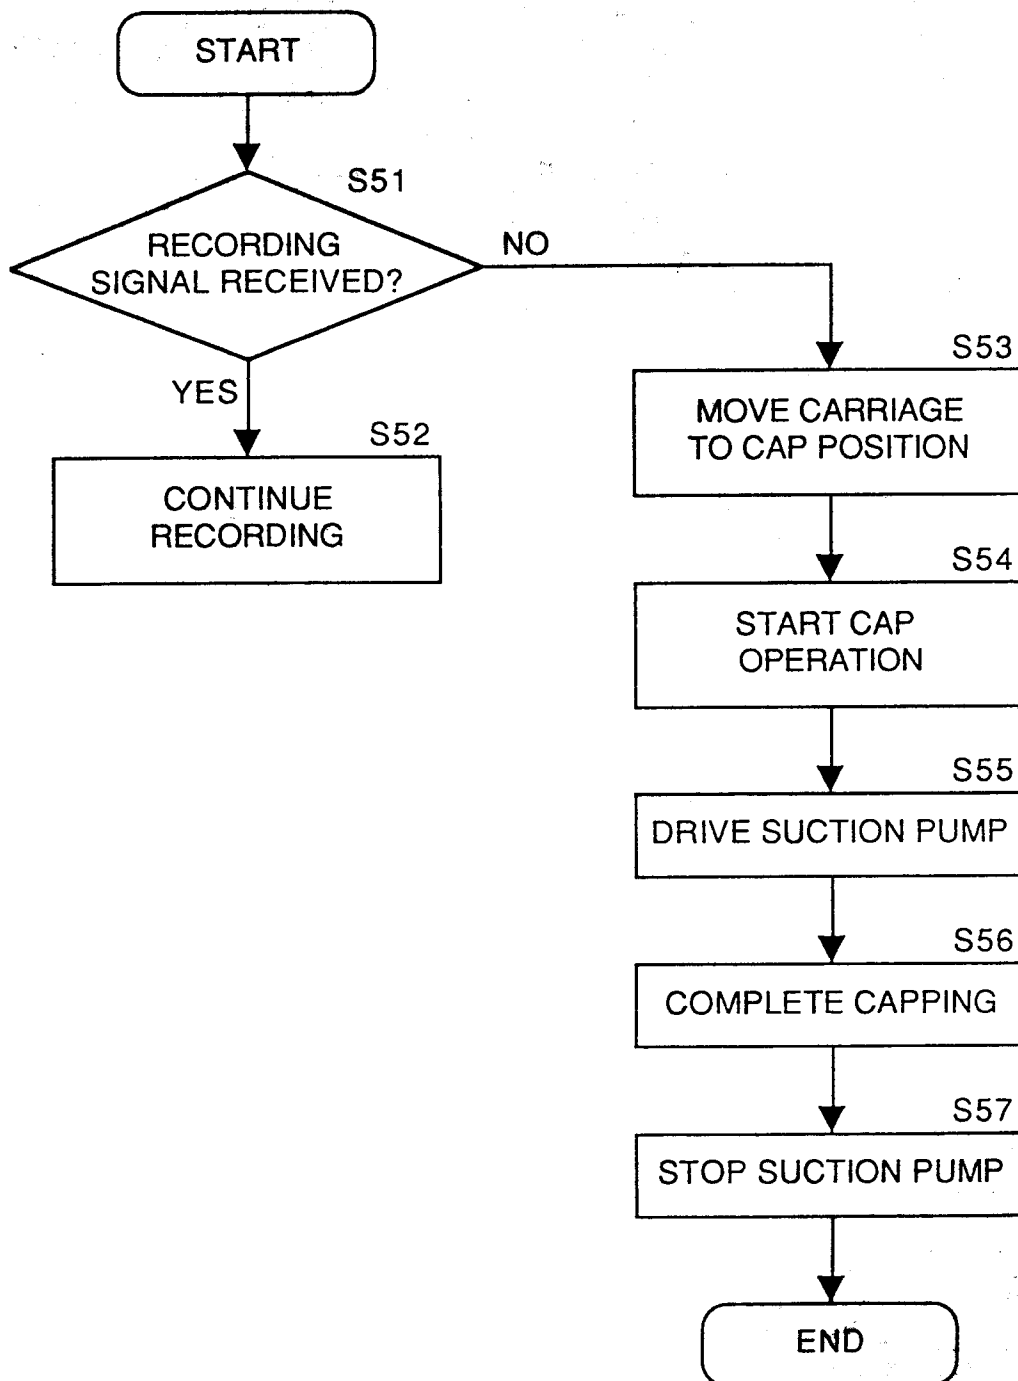 START
S51
RECORDING
SIGNAL RECEIVED?
NO
YES
S52
CONTINUE
RECORDING
S53
MOVE CARRIAGE
TO CAP POSITION
S54
START CAP
OPERATION
S55
DRIVE SUCTION PUMP
S56
COMPLETE CAPPING
S57
STOP SUCTION PUMP
END